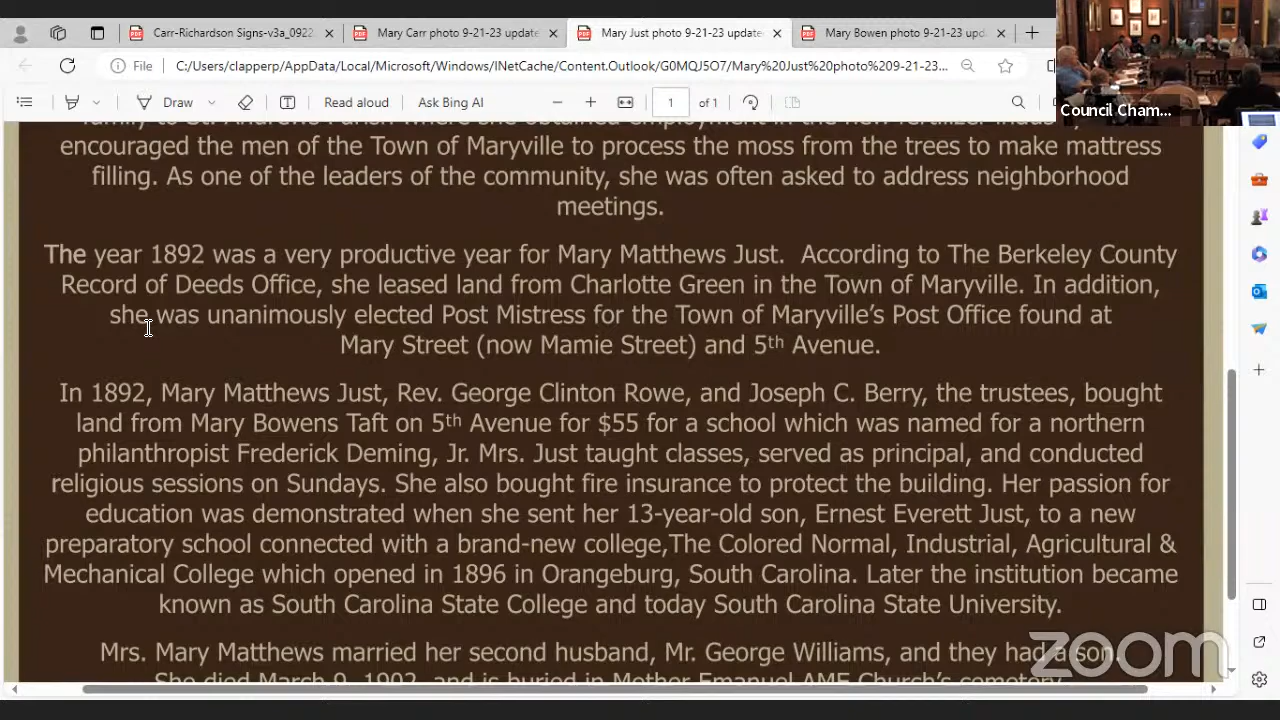 Carr-Richardson Signs-v3a_0922
Mary Carr photo 9-21-23 update
Mary Just photo 9-21-23 update
Mary Bowen photo 9-21-23 upd
File
C:/Users/clapperp/AppData/Local/Microsoft/Windows/INetCache/Content.Outlook/G0MQJ5O7/Mary%20Just%20photo%209-21-23...
Draw
Read aloud
Ask Bing AI
1
of 1
Council Cham...
encouraged the men of the Town of Maryville to process the moss from the trees to make mattress
filling. As one of the leaders of the community, she was often asked to address neighborhood
meetings.
The year 1892 was a very productive year for Mary Matthews Just. According to The Berkeley County
Record of Deeds Office, she leased land from Charlotte Green in the Town of Maryville. In addition,
she was unanimously elected Post Mistress for the Town of Maryville's Post Office found at
Mary Street (now Mamie Street) and 5th Avenue.
In 1892, Mary Matthews Just, Rev. George Clinton Rowe, and Joseph C. Berry, the trustees, bought
land from Mary Bowens Taft on 5th Avenue for $55 for a school which was named for a northern
philanthropist Frederick Deming, Jr. Mrs. Just taught classes, served as principal, and conducted
religious sessions on Sundays. She also bought fire insurance to protect the building. Her passion for
education was demonstrated when she sent her 13-year-old son, Ernest Everett Just, to a new
preparatory school connected with a brand-new college,The Colored Normal, Industrial, Agricultural &
Mechanical College which opened in 1896 in Orangeburg, South Carolina. Later the institution became
known as South Carolina State College and today South Carolina State University.
Mrs. Mary Matthews married her second husband, Mr. George Williams, and they had a son.
She died March 9, 1902, and is buried in Mother Emanuel AME Church's cemetery
zoom